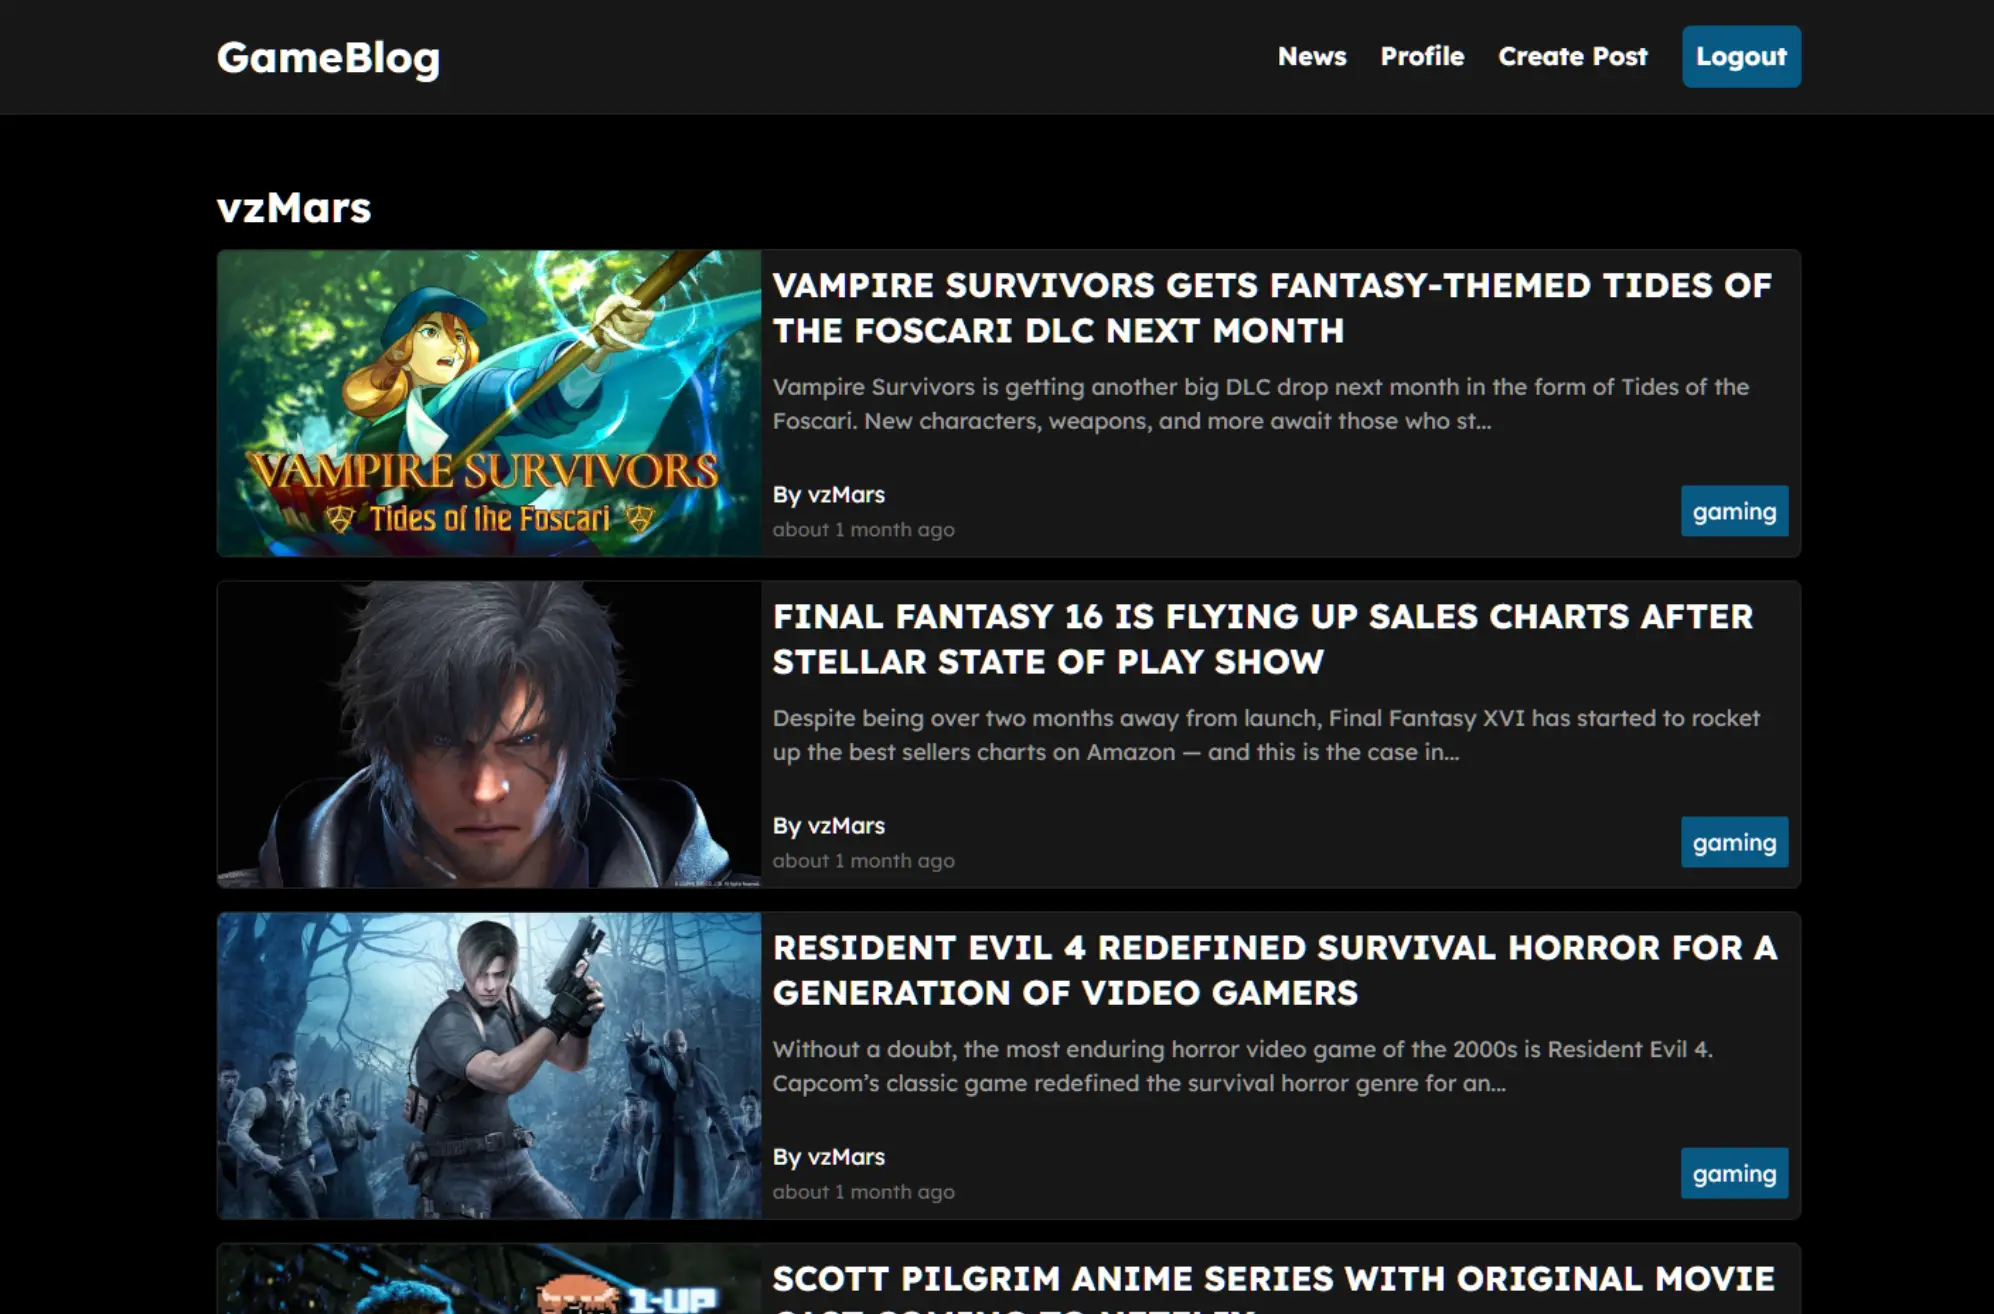 GameBlog
News Profile Create Post Logout
vzMars
VAMPIRE SURVIVORS
Tides of the Foscari
VAMPIRE SURVIVORS GETS FANTASY-THEMED TIDES OF
THE FOSCARI DLC NEXT MONTH
Vampire Survivors is getting another big DLC drop next month in the form of Tides of the
Foscari. New characters, weapons, and more await those who st...
By vzMars
about 1 month ago
gaming
FINAL FANTASY 16 IS FLYING UP SALES CHARTS AFTER
STELLAR STATE OF PLAY SHOW
Despite being over two months away from launch, Final Fantasy XVI has started to rocket
up the best sellers charts on Amazon — and this is the case in...
By vzMars
about 1 month ago
gaming
RESIDENT EVIL 4 REDEFINED SURVIVAL HORROR FOR A
GENERATION OF VIDEO GAMERS
Without a doubt, the most enduring horror video game of the 2000s is Resident Evil 4.
Capcom’s classic game redefined the survival horror genre for an...
By vzMars
about 1 month ago
gaming
1-UP
SCOTT PILGRIM ANIME SERIES WITH ORIGINAL MOVIE